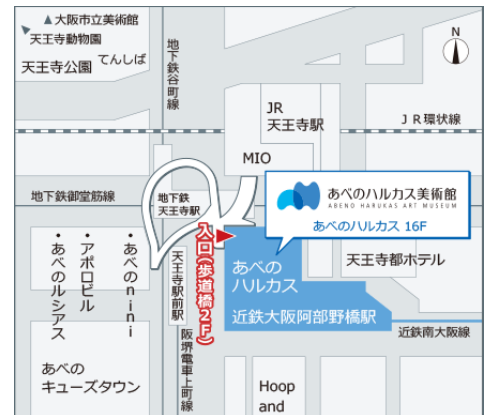 ▲大阪市立美術館
天王寺動物園
天王寺公園
てんしば
地下鉄谷町線
N
JR
天王寺駅
JR環状線
MIO
地下鉄御堂筋線
地下鉄
天王寺駅
あべのハルカス美術館
ABENO HARUKAS ART MUSEUM
あべのハルカス 16F
入口(歩道橋2F)
天王寺駅前駅
あべの
ハルカス
天王寺都ホテル
近鉄大阪阿部野橋駅
近鉄南大阪線
・あべのnini
・アポロビル
・あべのルシアス
阪堺電車上町線
あべの
キューズタウン
Hoop
and